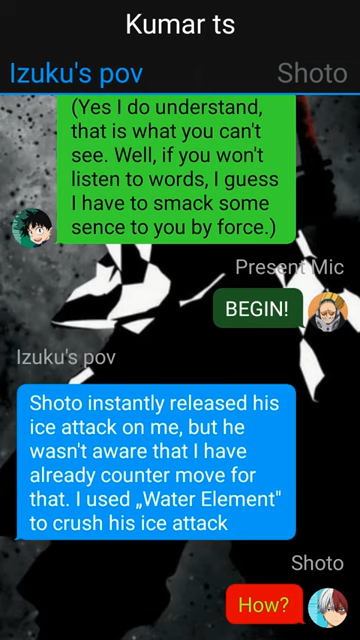 Kumar ts
Izuku's pov
Shoto
(Yes I do understand,
that is what you can't
see. Well, if you won't
listen to words, I guess
I have to smack some
sence to you by force.)
Present Mic
BEGIN!
Izuku's pov
Shoto instantly released his
ice attack on me, but he
wasn't aware that I have
already counter move for
that. I used „Water Element"
to crush his ice attack
Shoto
How?